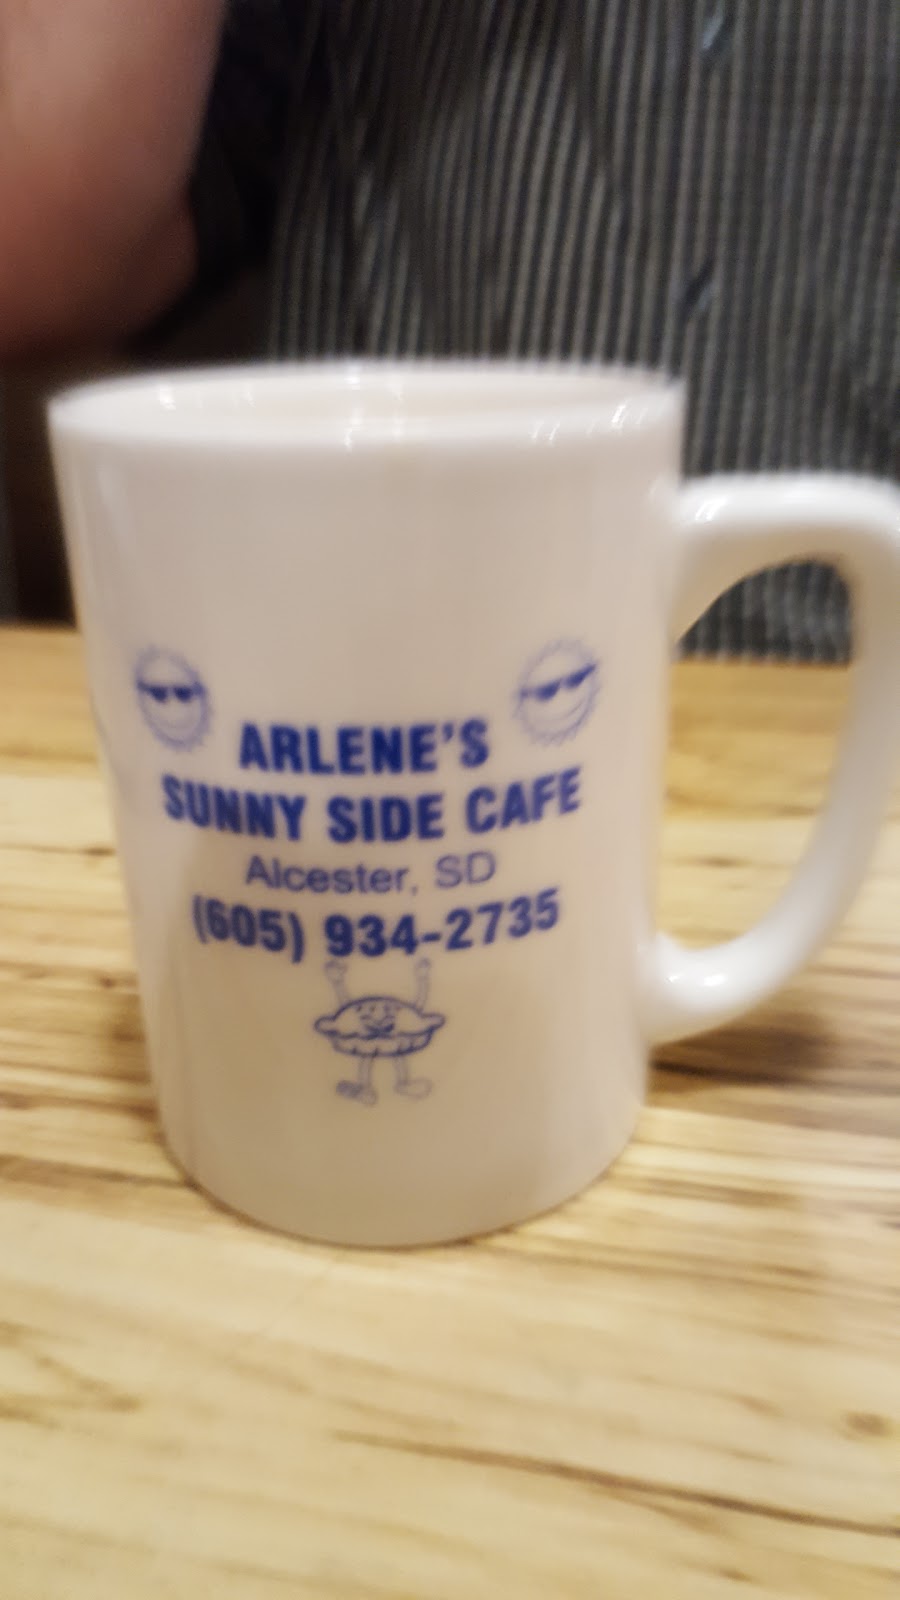 ARLENE'S
SUNNY SIDE CAFE
Alcester, SD
(605) 934-2735